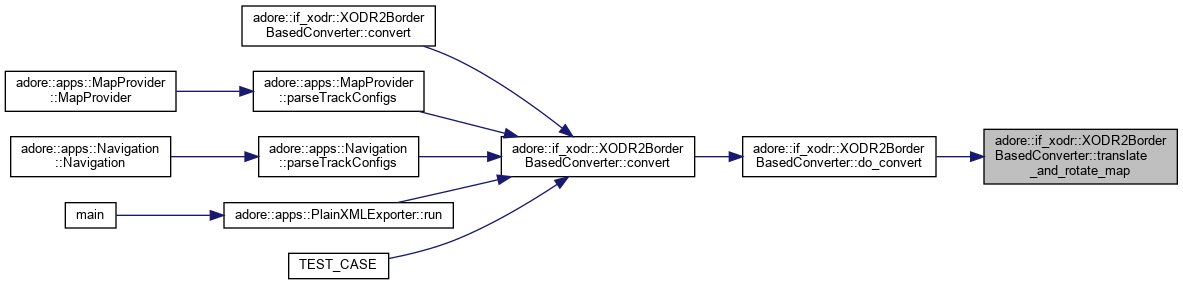 adore::if_xodr::XODR2Border
BasedConverter::convert
adore::apps::MapProvider
::MapProvider
adore::apps::MapProvider
::parseTrackConfigs
adore::apps::Navigation
::Navigation
adore::apps::Navigation
::parseTrackConfigs
main
adore::apps::PlainXMLExporter::run
TEST_CASE
adore::if_xodr::XODR2Border
BasedConverter::convert
adore::if_xodr::XODR2Border
BasedConverter::do_convert
adore::if_xodr::XODR2Border
BasedConverter::translate
_and_rotate_map